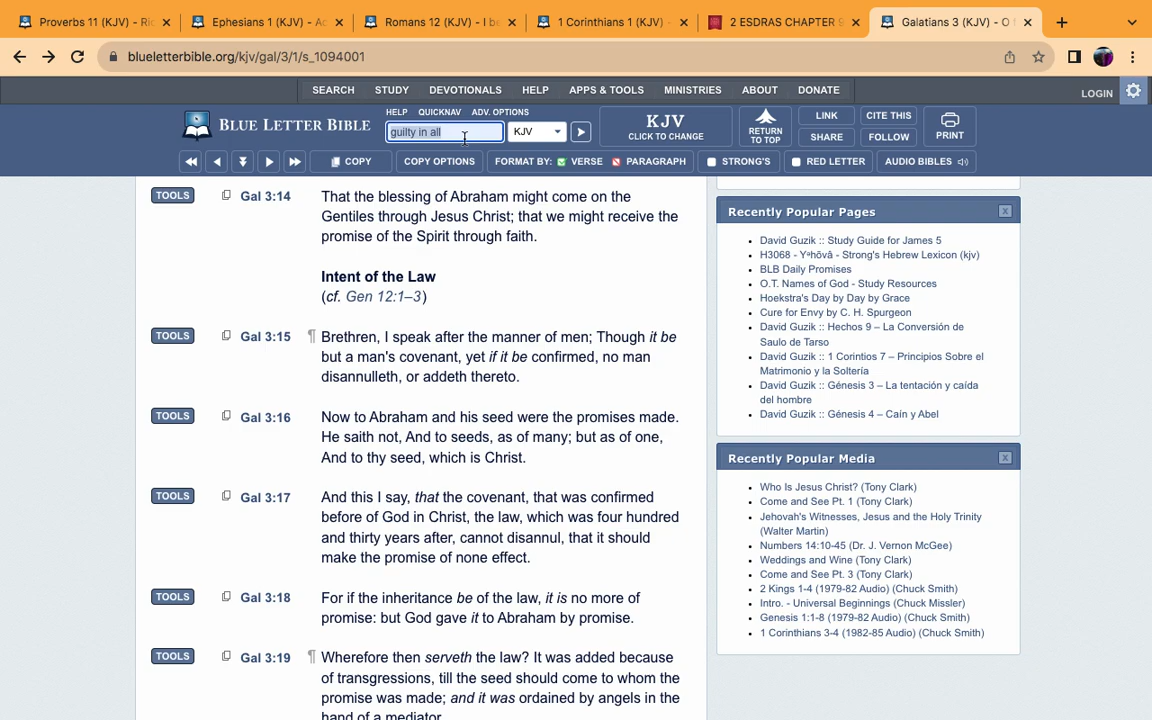 Proverbs 11 (KJV) - Ri
Ephesians 1 (KJV) - A
Romans 12 (KJV) - I be
1 Corinthians 1 (KJV) -
2 ESDRAS CHAPTER 9
Galatians 3 (KJV) - O
blueletterbible.org/kjv/gal/3/1/s_1094001
SEARCH STUDY DEVOTIONALS HELP APPS & TOOLS MINISTRIES ABOUT DONATE LOGIN
HELP QUICKNAV ADV. OPTIONS
BLUE LETTER BIBLE
guilty in all
KJV
KJV
CLICK TO CHANGE
RETURN
TO TOP
LINK
CITE THIS
SHARE
FOLLOW
PRINT
COPY COPY OPTIONS FORMAT BY: VERSE PARAGRAPH STRONG'S RED LETTER AUDIO BIBLES
TOOLS Gal 3:14 That the blessing of Abraham might come on the
Gentiles through Jesus Christ; that we might receive the
promise of the Spirit through faith.
Intent of the Law
(cf. Gen 12:1–3)
TOOLS Gal 3:15 ¶ Brethren, I speak after the manner of men; Though it be
but a man's covenant, yet if it be confirmed, no man
disannulleth, or addeth thereto.
TOOLS Gal 3:16 Now to Abraham and his seed were the promises made.
He saith not, And to seeds, as of many; but as of one,
And to thy seed, which is Christ.
TOOLS Gal 3:17 And this I say, that the covenant, that was confirmed
before of God in Christ, the law, which was four hundred
and thirty years after, cannot disannul, that it should
make the promise of none effect.
TOOLS Gal 3:18 For if the inheritance be of the law, it is no more of
promise: but God gave it to Abraham by promise.
TOOLS Gal 3:19 ¶ Wherefore then serveth the law? It was added because
of transgressions, till the seed should come to whom the
promise was made; and it was ordained by angels in the
hand of a mediator.
Recently Popular Pages
David Guzik :: Study Guide for James 5
H3068 - Yᵊhōvâ - Strong's Hebrew Lexicon (kjv)
BLB Daily Promises
O.T. Names of God - Study Resources
Hoekstra's Day by Day by Grace
Cure for Envy by C. H. Spurgeon
David Guzik :: Hechos 9 – La Conversión de
Saulo de Tarso
David Guzik :: 1 Corintios 7 – Principios Sobre el
Matrimonio y la Soltería
David Guzik :: Génesis 3 – La tentación y caída
del hombre
David Guzik :: Génesis 4 – Caín y Abel
Recently Popular Media
Who Is Jesus Christ? (Tony Clark)
Come and See Pt. 1 (Tony Clark)
Jehovah's Witnesses, Jesus and the Holy Trinity
(Walter Martin)
Numbers 14:10-45 (Dr. J. Vernon McGee)
Weddings and Wine (Tony Clark)
Come and See Pt. 3 (Tony Clark)
2 Kings 1-4 (1979-82 Audio) (Chuck Smith)
Intro. - Universal Beginnings (Chuck Missler)
Genesis 1:1-8 (1979-82 Audio) (Chuck Smith)
1 Corinthians 3-4 (1982-85 Audio) (Chuck Smith)